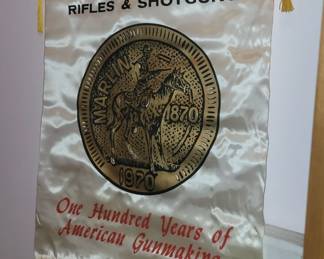 RIFLES & SHOTGUNS
MARLIN
1870
1970
One Hundred Years of
American Gunmaking